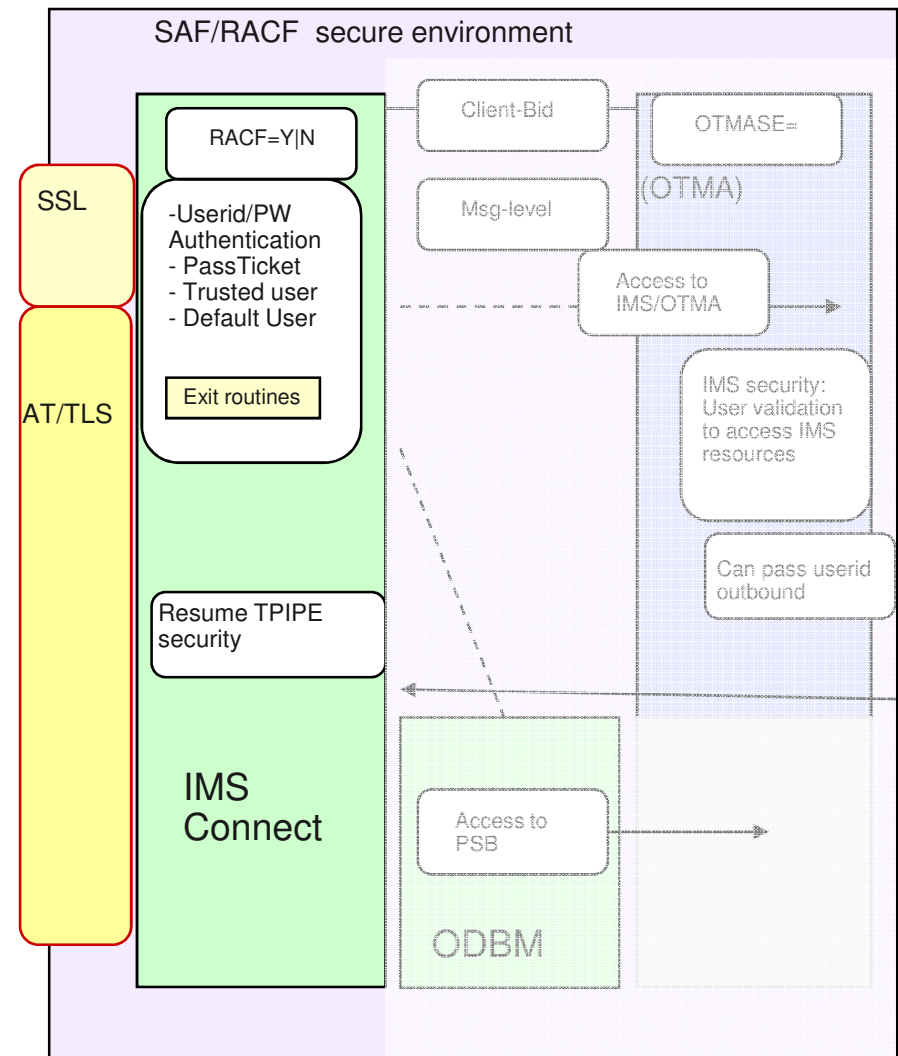 SAF/RACF secure environment
RACF=Y|N
Client-Bid
OTMASE=
SSL
-Userid/PW
Authentication
- PassTicket
- Trusted user
- Default User
Exit routines
Msg-level
(OTMA)
Access to
IMS/OTMA
AT/TLS
IMS security:
User validation
to access IMS
resources
Can pass userid
outbound
Resume TPIPE
security
IMS
Connect
Access to
PSB
ODBM